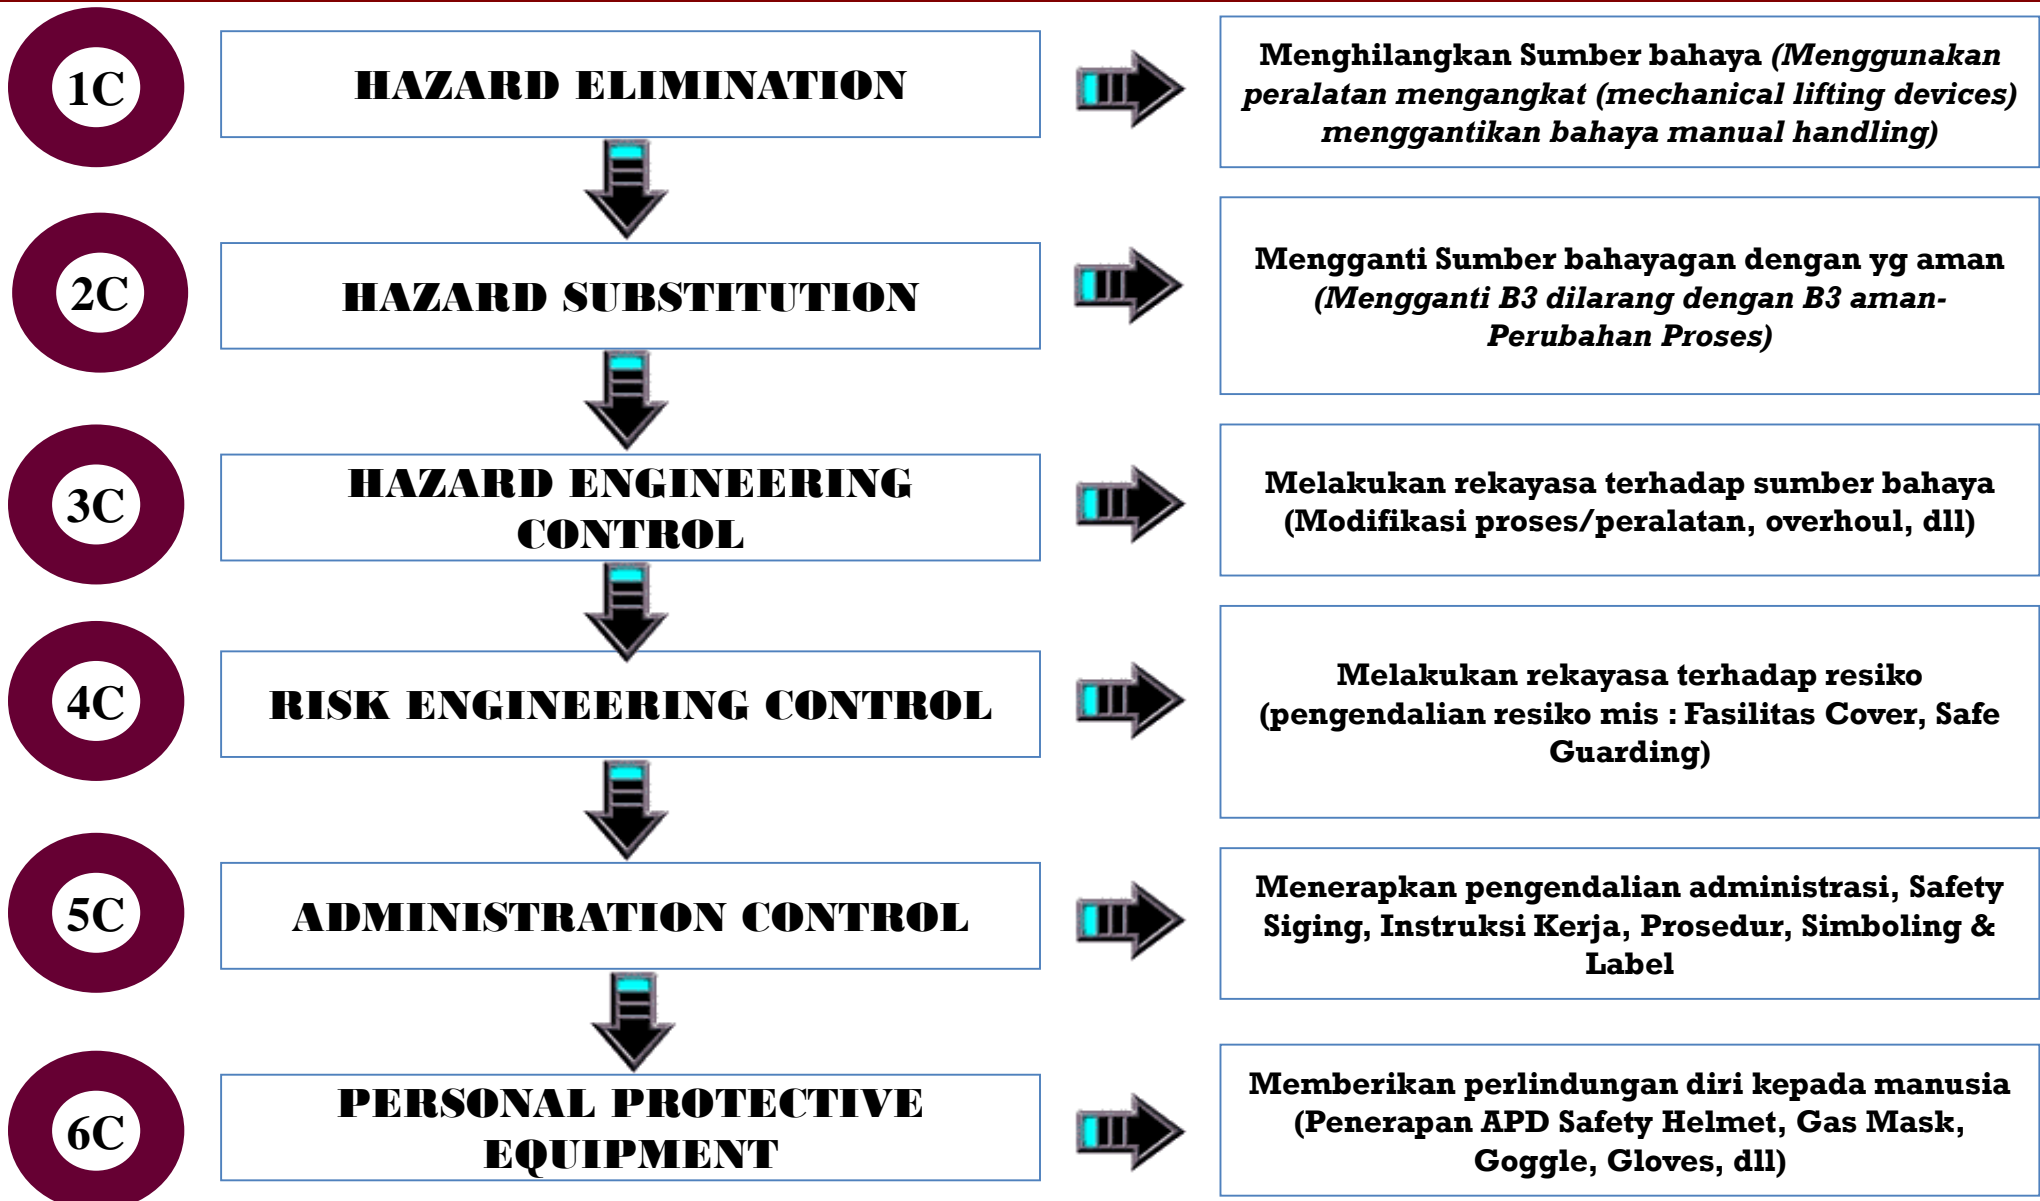 1C
HAZARD ELIMINATION
Menghilangkan Sumber bahaya (Menggunakan
peralatan mengangkat (mechanical lifting devices)
menggantikan bahaya manual handling)
2C
HAZARD SUBSTITUTION
Mengganti Sumber bahayagan dengan yg aman
(Mengganti B3 dilarang dengan B3 aman-
Perubahan Proses)
3C
HAZARD ENGINEERING
CONTROL
Melakukan rekayasa terhadap sumber bahaya
(Modifikasi proses/peralatan, overhoul, dll)
4C
RISK ENGINEERING CONTROL
Melakukan rekayasa terhadap resiko
(pengendalian resiko mis : Fasilitas Cover, Safe
Guarding)
5C
ADMINISTRATION CONTROL
Menerapkan pengendalian administrasi, Safety
Siging, Instruksi Kerja, Prosedur, Simboling &
Label
6C
PERSONAL PROTECTIVE
EQUIPMENT
Memberikan perlindungan diri kepada manusia
(Penerapan APD Safety Helmet, Gas Mask,
Goggle, Gloves, dll)